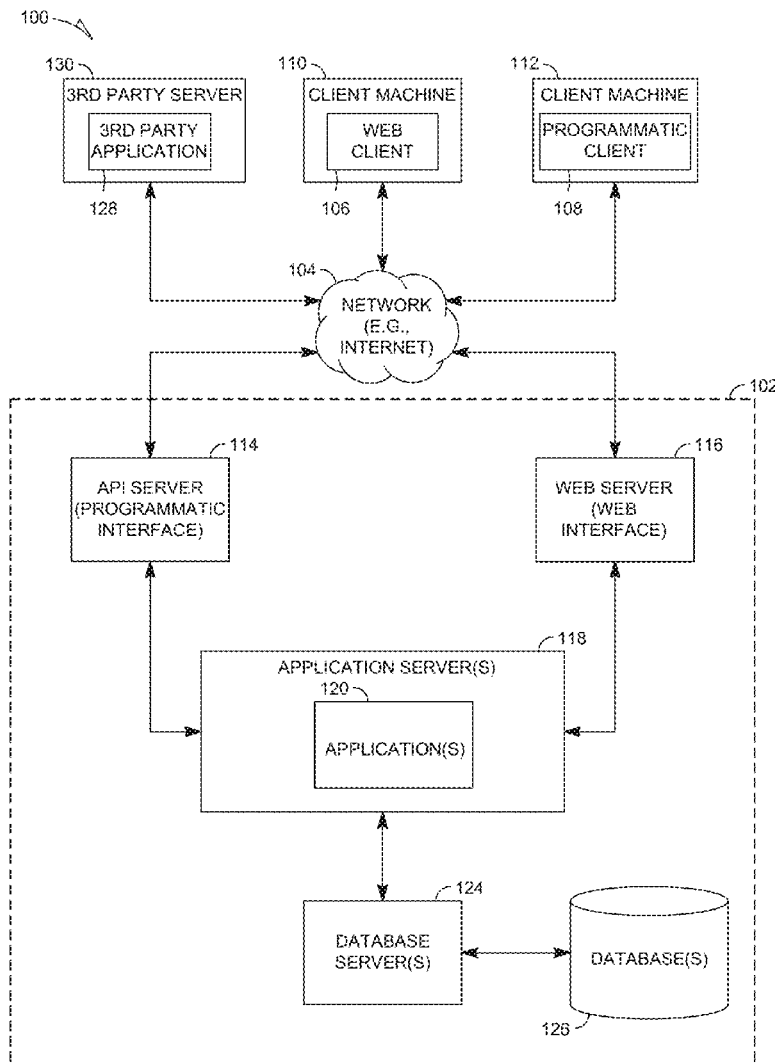 100
130
3RD PARTY SERVER
3RD PARTY
APPLICATION
128
110
CLIENT MACHINE
WEB
CLIENT
106
112
CLIENT MACHINE
PROGRAMMATIC
CLIENT
108
104
NETWORK
(E.G.,
INTERNET)
102
114
API SERVER
(PROGRAMMATIC
INTERFACE)
116
WEB SERVER
(WEB
INTERFACE)
118
APPLICATION SERVER(S)
120
APPLICATION(S)
124
DATABASE
SERVER(S)
DATABASE(S)
126